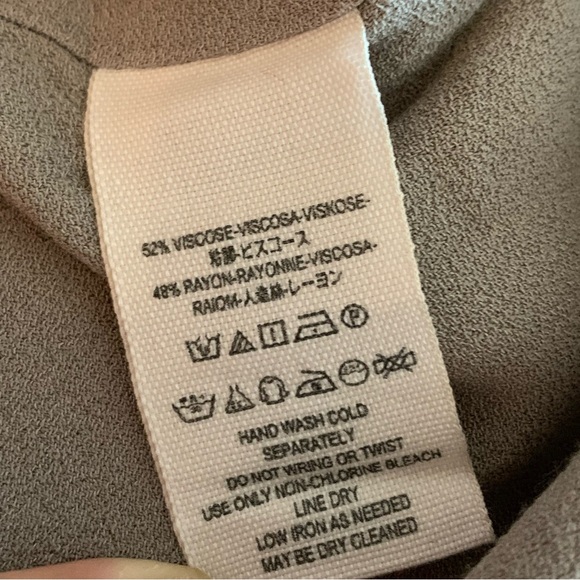 52% VISCOSE-VISCOSA-VISKOSE-
ビスコース
48% RAYON-RAYONNE-VISCOSA-
RAIOM-人造絲-レーヨン
HAND WASH COLD
SEPARATELY
DO NOT WRING OR TWIST
USE ONLY NON-CHLORINE BLEACH
LINE DRY
LOW IRON AS NEEDED
MAY BE DRY CLEANED